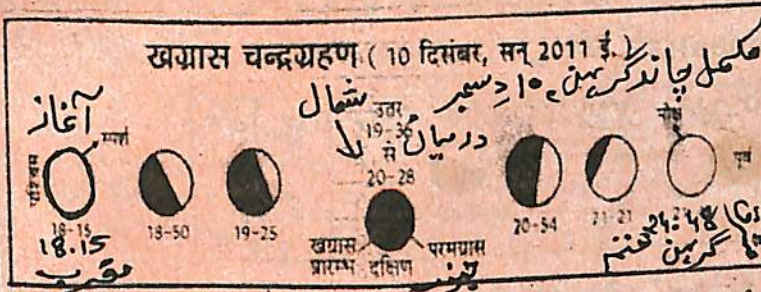 खग्रास चन्द्रग्रहण ( 10 दिसंबर, सन् 2011 ई. )
مکمل چاند گرہن ۱۰ دسمبر
آغاز
شمال
उत्तर
درمیان
स्पर्श
मोक्ष
पश्चिम
पूर्व
19-36
से
20-28
18-15
18-50
19-25
20-54
21-21
18.15
مغرب
खग्रास
प्रारम्भ
दक्षिण
परमग्रास
گرہن ختم